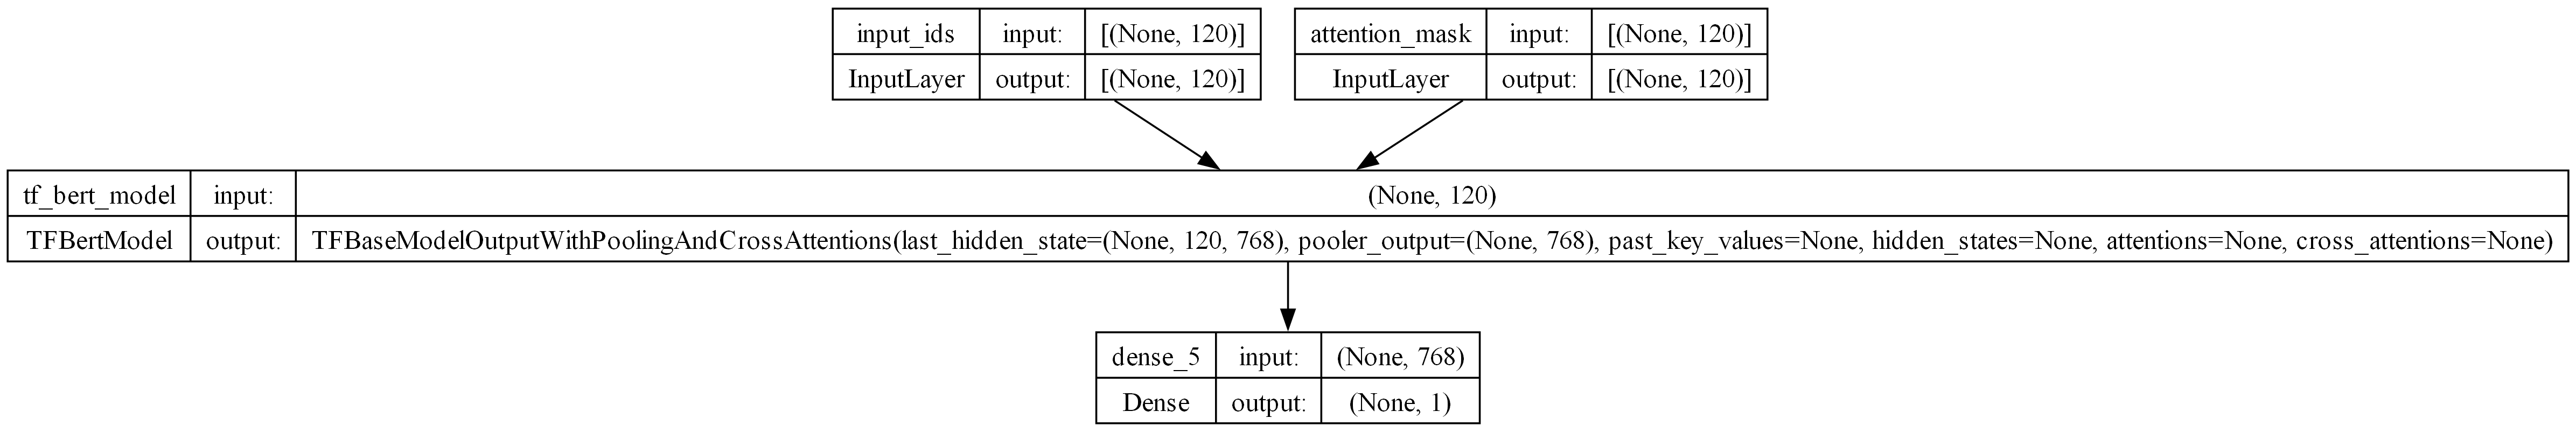 input_ids input: [(None, 120)]
InputLayer output: [(None, 120)]
attention_mask input: [(None, 120)]
InputLayer output: [(None, 120)]
tf_bert_model input: (None, 120)
TFBertModel output: TFBaseModelOutputWithPoolingAndCrossAttentions(last_hidden_state=(None, 120, 768), pooler_output=(None, 768), past_key_values=None, hidden_states=None, attentions=None, cross_attentions=None)
dense_5 input: (None, 768)
Dense output: (None, 1)